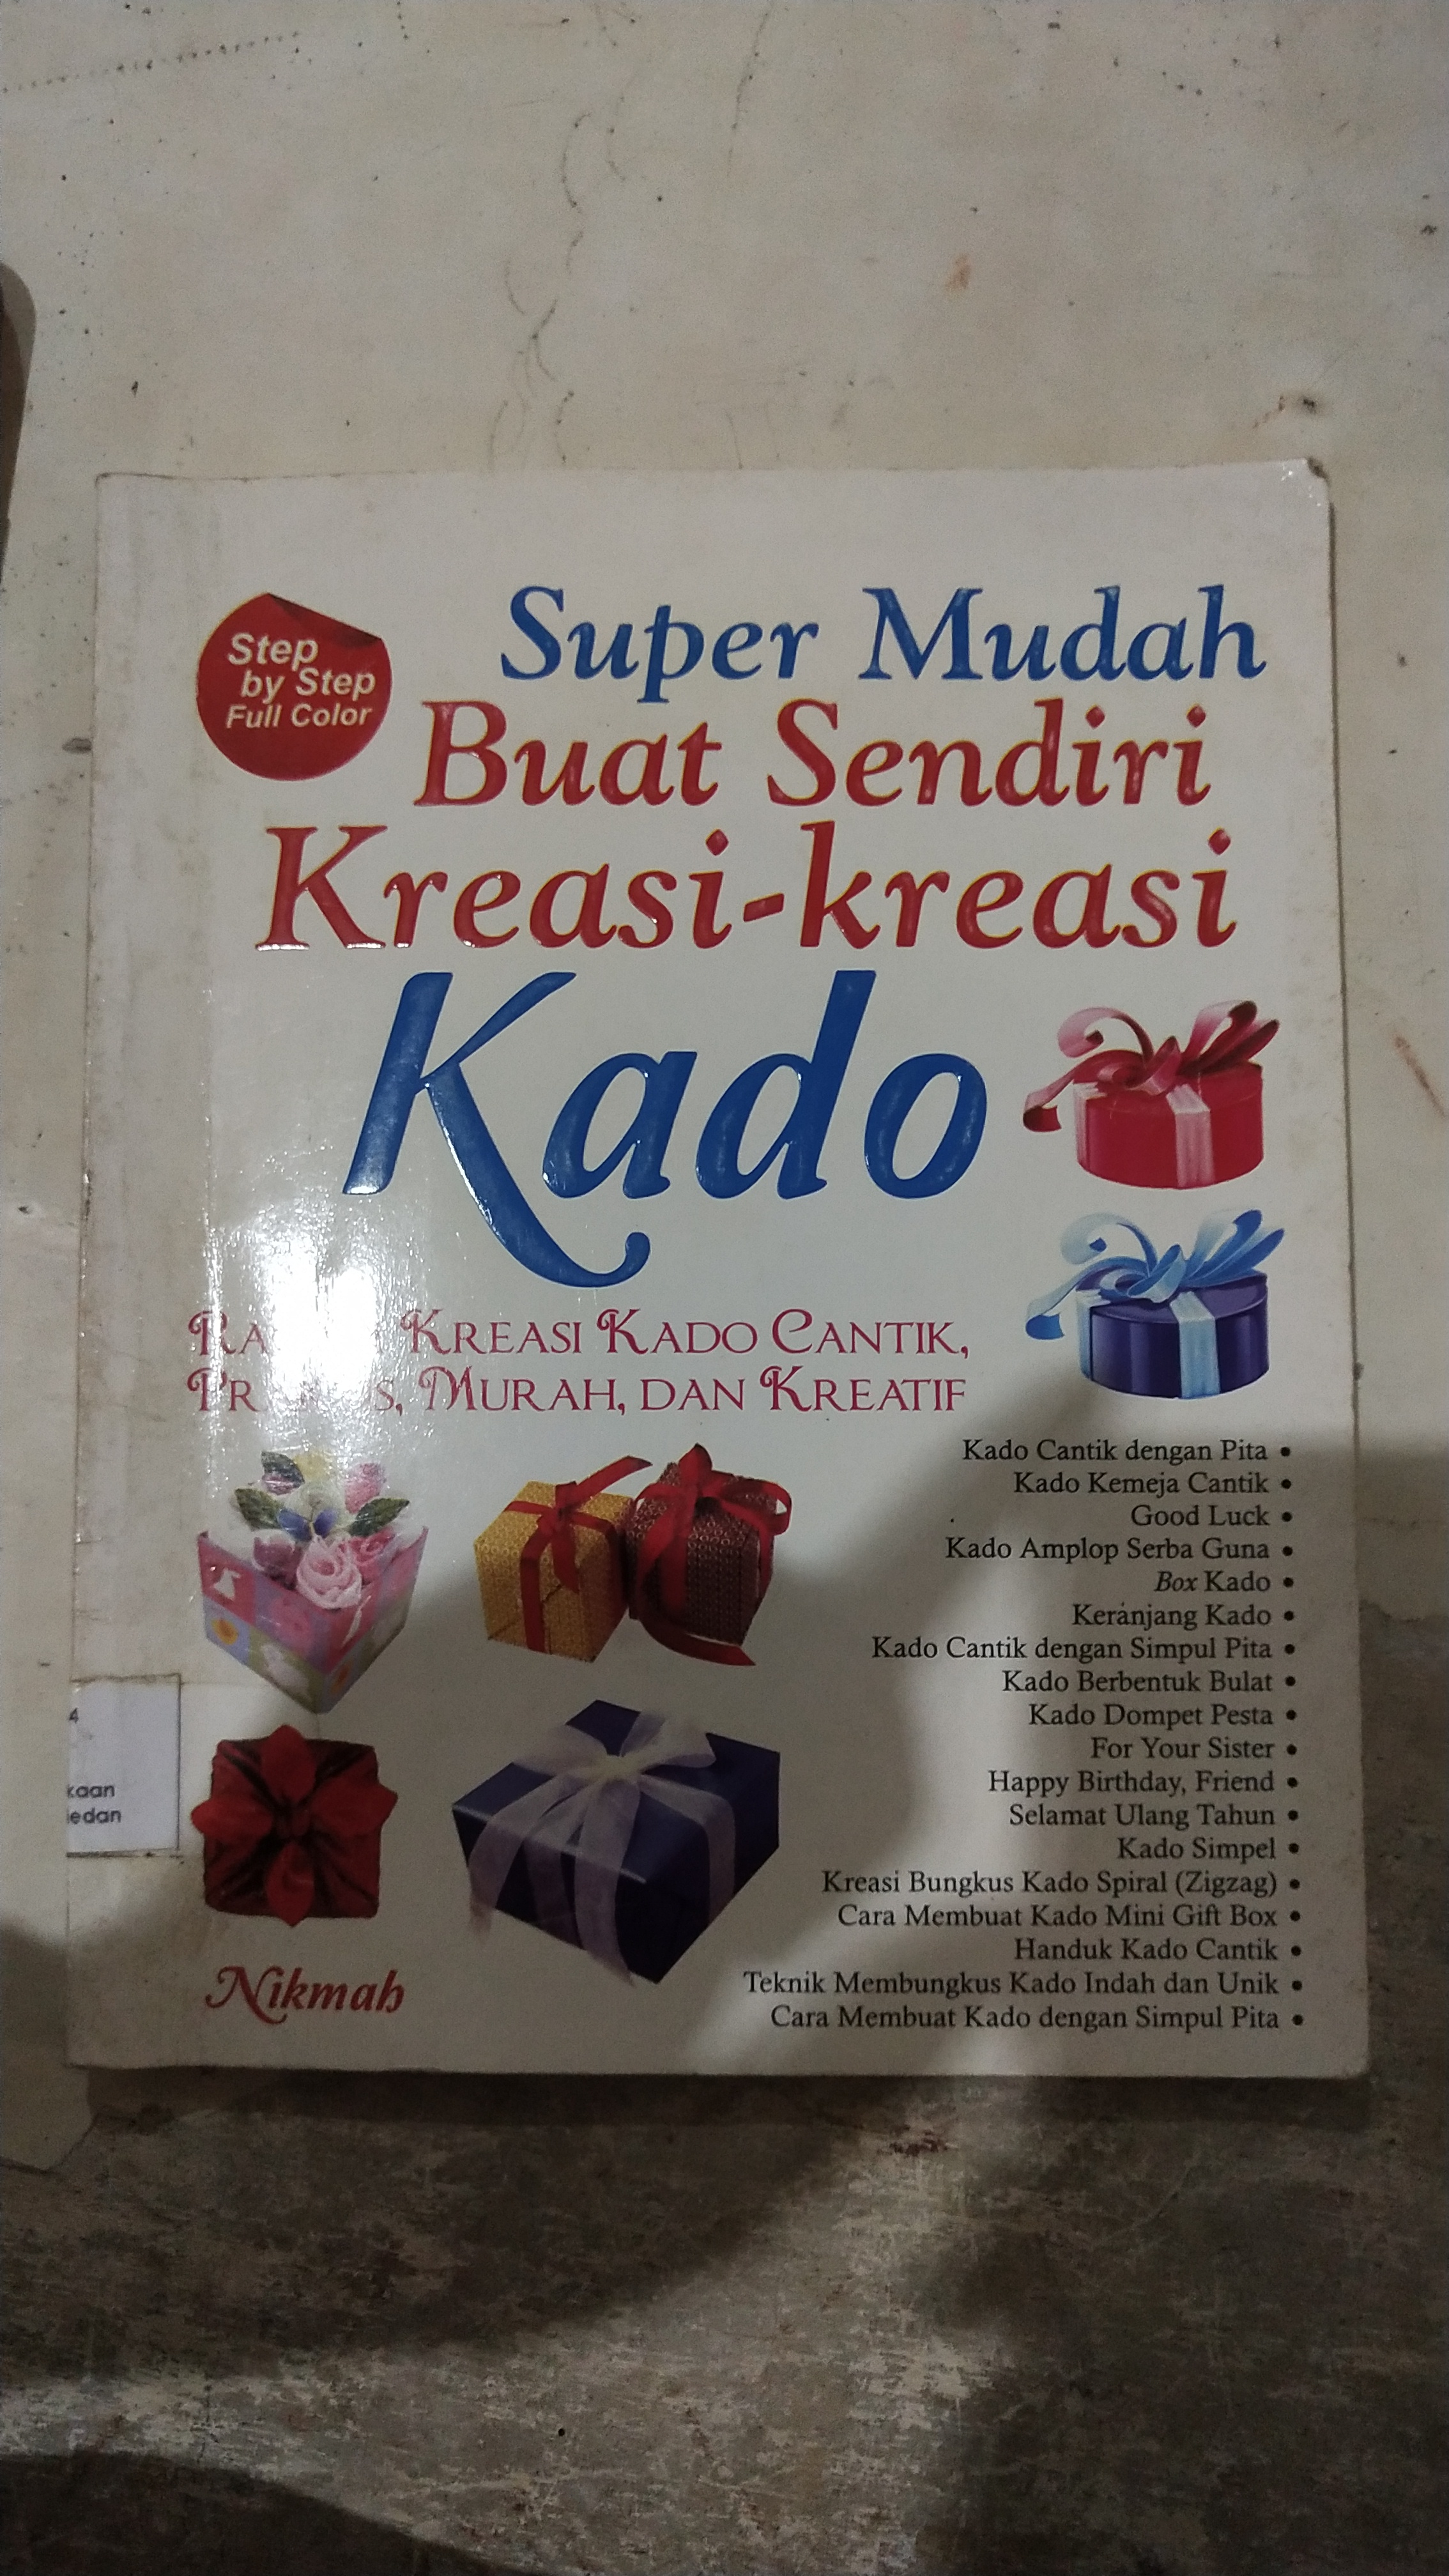 Step
by Step
Full Color
Super Mudah
Buat Sendiri
Kreasi-kreasi
Kado
Kreasi Kado Cantik,
Murah, dan Kreatif
Kado Cantik dengan Pita •
Kado Kemeja Cantik •
Good Luck •
Kado Amplop Serba Guna •
Box Kado •
Keranjang Kado •
Kado Cantik dengan Simpul Pita •
Kado Berbentuk Bulat •
Kado Dompet Pesta •
For Your Sister •
Happy Birthday, Friend •
Selamat Ulang Tahun •
Kado Simpel •
Kreasi Bungkus Kado Spiral (Zigzag) •
Cara Membuat Kado Mini Gift Box •
Handuk Kado Cantik •
Teknik Membungkus Kado Indah dan Unik •
Cara Membuat Kado dengan Simpul Pita •
4
kaan
edan
Nikmah